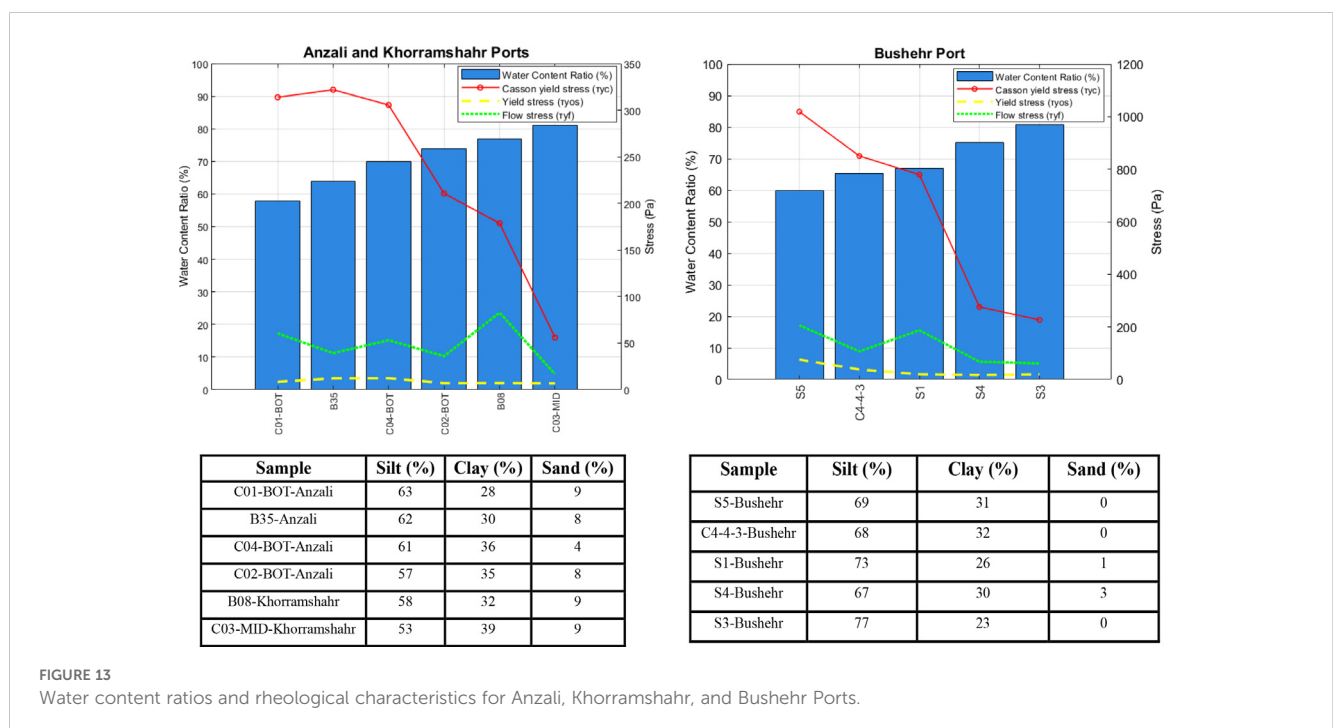 Anzali and Khorramshahr Ports
Water Content Ratio (%)
Casson yield stress (τyc)
Yield stress (τyos)
Flow stress (τyf)
100
90
80
70
60
50
40
30
20
10
0
Water Content Ratio (%)
350
300
250
200
150
100
50
0
Stress (Pa)
C01-BOT
B35
C04-BOT
C02-BOT
B08
C03-MID
Bushehr Port
Water Content Ratio (%)
Casson yield stress (τyc)
Yield stress (τyos)
Flow stress (τyf)
100
90
80
70
60
50
40
30
20
10
0
Water Content Ratio (%)
1200
1000
800
600
400
200
0
Stress (Pa)
S5
C4-4-3
S1
S4
S3
Sample Silt (%) Clay (%) Sand (%)
C01-BOT-Anzali 63 28 9
B35-Anzali 62 30 8
C04-BOT-Anzali 61 36 4
C02-BOT-Anzali 57 35 8
B08-Khorramshahr 58 32 9
C03-MID-Khorramshahr 53 39 9
Sample Silt (%) Clay (%) Sand (%)
S5-Bushehr 69 31 0
C4-4-3-Bushehr 68 32 0
S1-Bushehr 73 26 1
S4-Bushehr 67 30 3
S3-Bushehr 77 23 0
FIGURE 13
Water content ratios and rheological characteristics for Anzali, Khorramshahr, and Bushehr Ports.